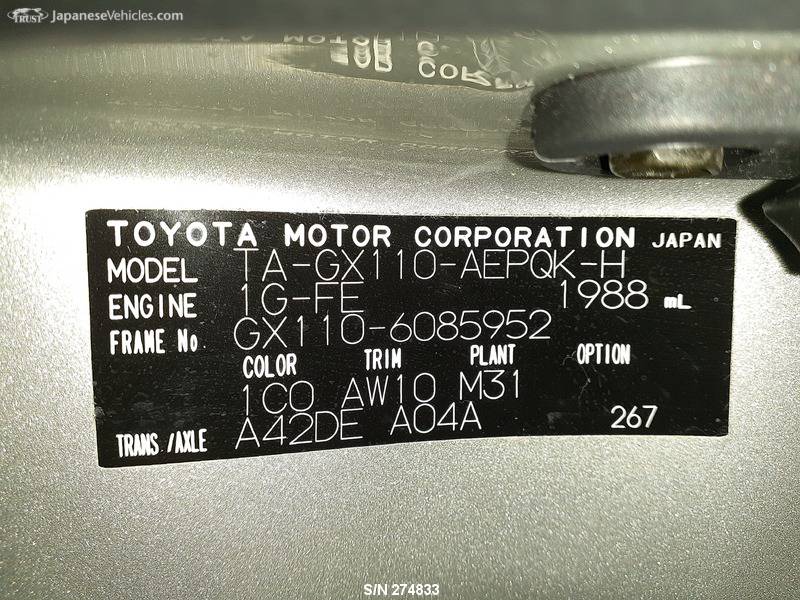 TRUST JapaneseVehicles.com
TOYOTA MOTOR CORPORATION JAPAN
MODEL TA-GX110-AEPQK-H
ENGINE 1G-FE 1988 mL
FRAME No GX110-6085952
COLOR TRIM PLANT OPTION
1C0 AW10 M31
TRANS/AXLE A42DE A04A 267
S/N 274833